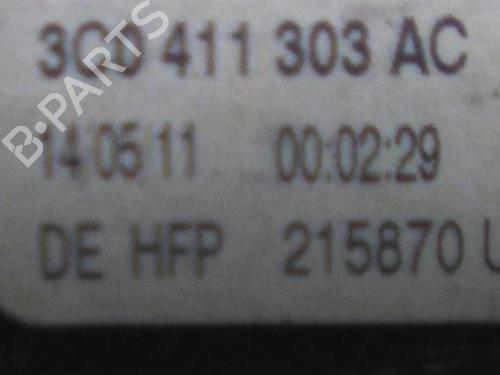 3C0 411 303 AC
B-PARTS
14 05 11 00:02:29
DE HFP 215870 U